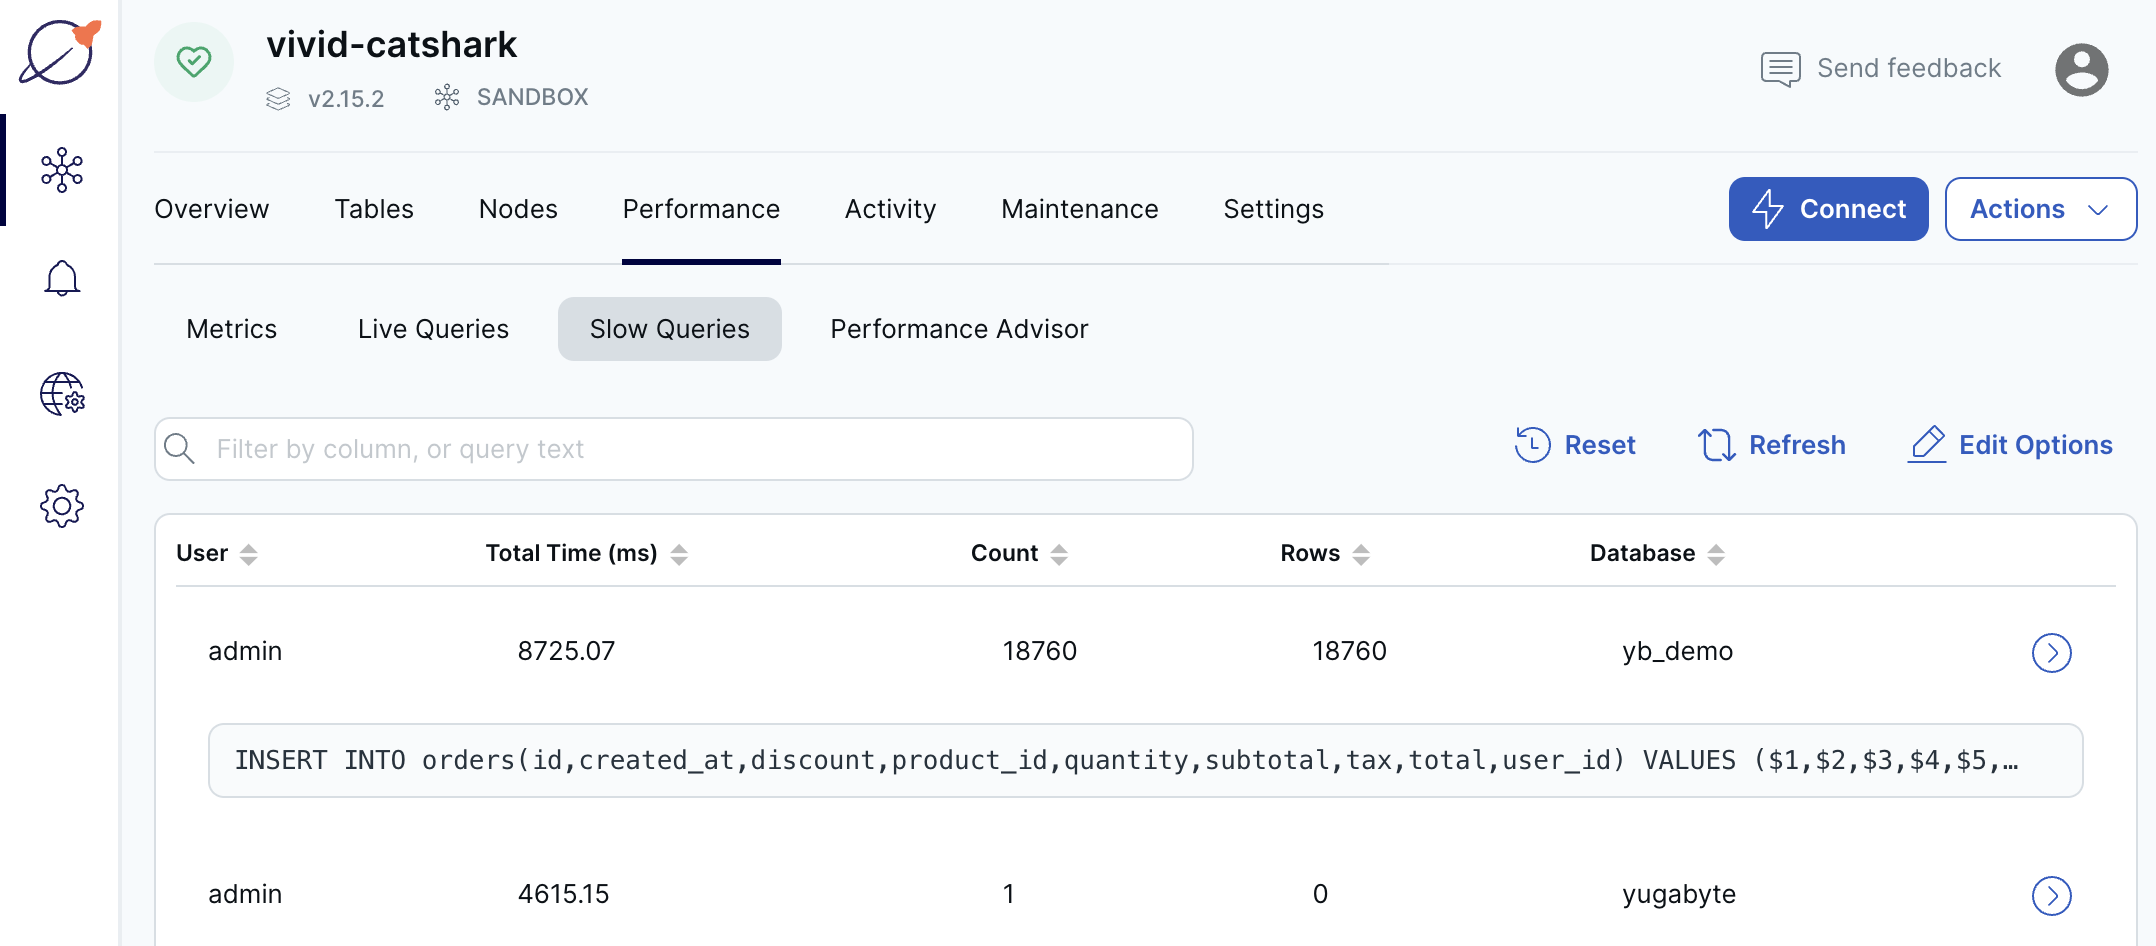 vivid-catshark
v2.15.2 SANDBOX
Send feedback
Overview Tables Nodes Performance Activity Maintenance Settings
Connect Actions
Metrics Live Queries Slow Queries Performance Advisor
Filter by column, or query text
Reset Refresh Edit Options
User Total Time (ms) Count Rows Database
admin 8725.07 18760 18760 yb_demo
INSERT INTO orders(id,created_at,discount,product_id,quantity,subtotal,tax,total,user_id) VALUES ($1,$2,$3,$4,$5,…
admin 4615.15 1 0 yugabyte